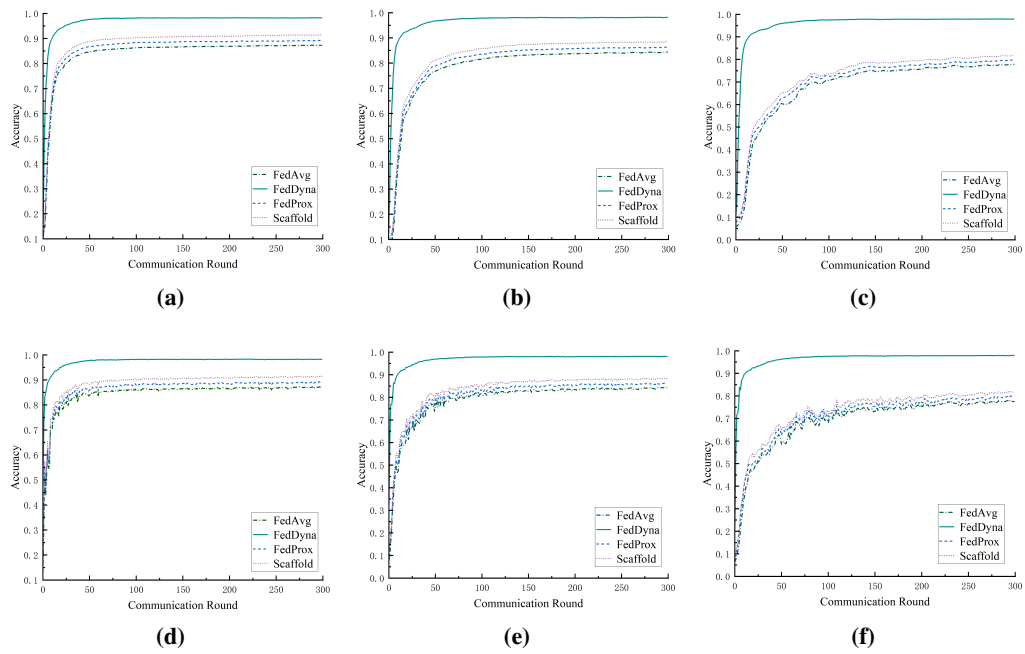 1.0
0.9
0.8
0.7
0.6
0.5
0.4
0.3
0.2
0.1
Accuracy
FedAvg
FedDyna
FedProx
Scaffold
0 50 100 150 200 250 300
Communication Round
(a)
1.0
0.9
0.8
0.7
0.6
0.5
0.4
0.3
0.2
0.1
Accuracy
FedAvg
FedDyna
FedProx
Scaffold
0 50 100 150 200 250 300
Communication Round
(b)
1.0
0.9
0.8
0.7
0.6
0.5
0.4
0.3
0.2
0.1
0.0
Accuracy
FedAvg
FedDyna
FedProx
Scaffold
0 50 100 150 200 250 300
Communication Round
(c)
1.0
0.9
0.8
0.7
0.6
0.5
0.4
0.3
0.2
0.1
Accuracy
FedAvg
FedDyna
FedProx
Scaffold
0 50 100 150 200 250 300
Communication Round
(d)
1.0
0.9
0.8
0.7
0.6
0.5
0.4
0.3
0.2
0.1
0.0
Accuracy
FedAvg
FedDyna
FedProx
Scaffold
0 50 100 150 200 250 300
Communication Round
(e)
1.0
0.9
0.8
0.7
0.6
0.5
0.4
0.3
0.2
0.1
0.0
Accuracy
FedAvg
FedDyna
FedProx
Scaffold
0 50 100 150 200 250 300
Communication Round
(f)